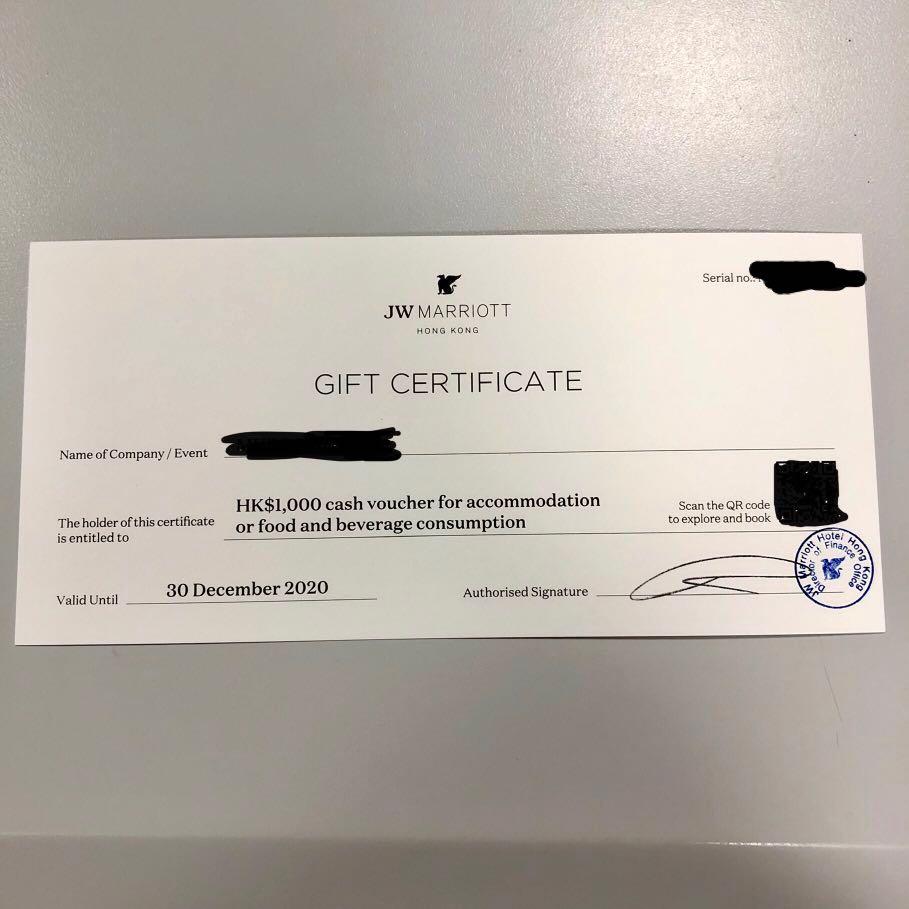 Serial no.:
JW MARRIOTT
HONG KONG
GIFT CERTIFICATE
Name of Company / Event
The holder of this certificate
is entitled to
HK$1,000 cash voucher for accommodation
or food and beverage consumption
Scan the QR code
to explore and book
Valid Until
30 December 2020
Authorised Signature
JW Marriott Hotel Hong Kong
Director of Finance Office